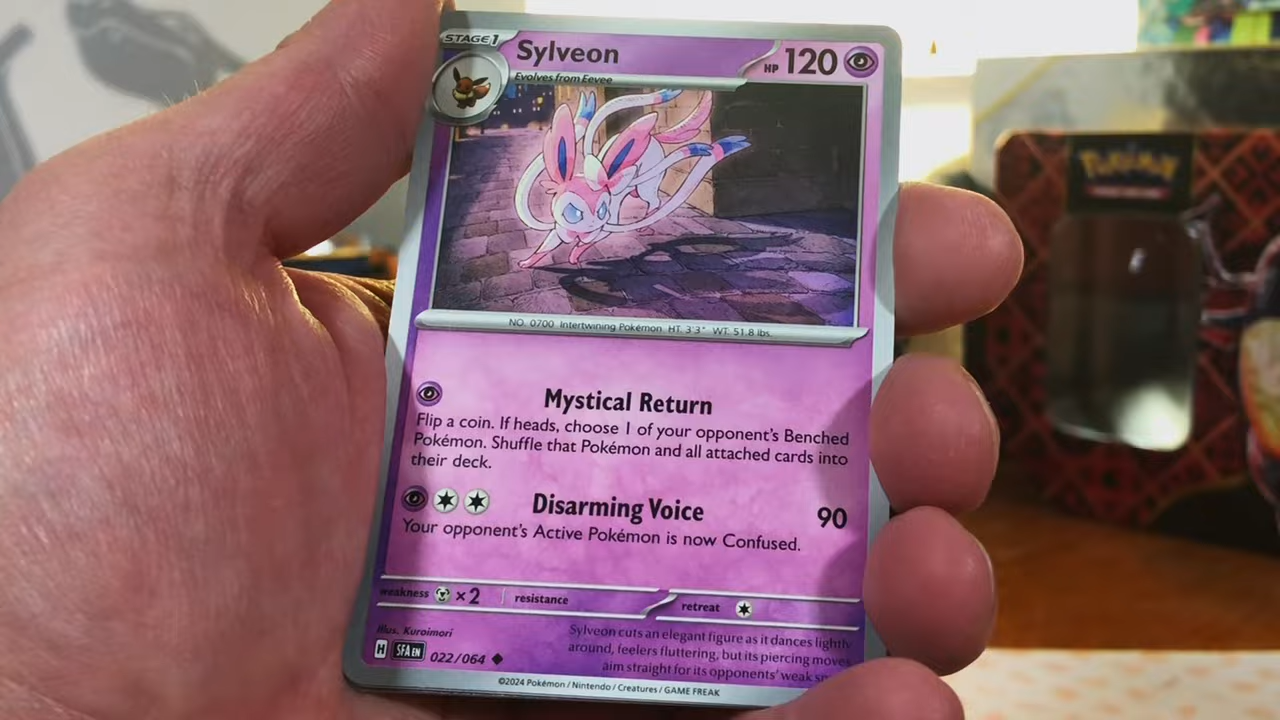 STAGE 1
Sylveon
HP 120
Evolves from Eevee
Pokémon
NO. 0700 Intertwining Pokémon HT. 3'3" WT. 51.8 lbs.
Mystical Return
Flip a coin. If heads, choose 1 of your opponent's Benched
Pokémon. Shuffle that Pokémon and all attached cards into
their deck.
Disarming Voice 90
Your opponent's Active Pokémon is now Confused.
weakness ×2 resistance retreat
Illus. Kuroimori
H SFA EN 022/064
Sylveon cuts an elegant figure as it dances lightly
around, feelers fluttering, but its piercing moves
aim straight for its opponents' weak
©2024 Pokémon / Nintendo / Creatures / GAME FREAK